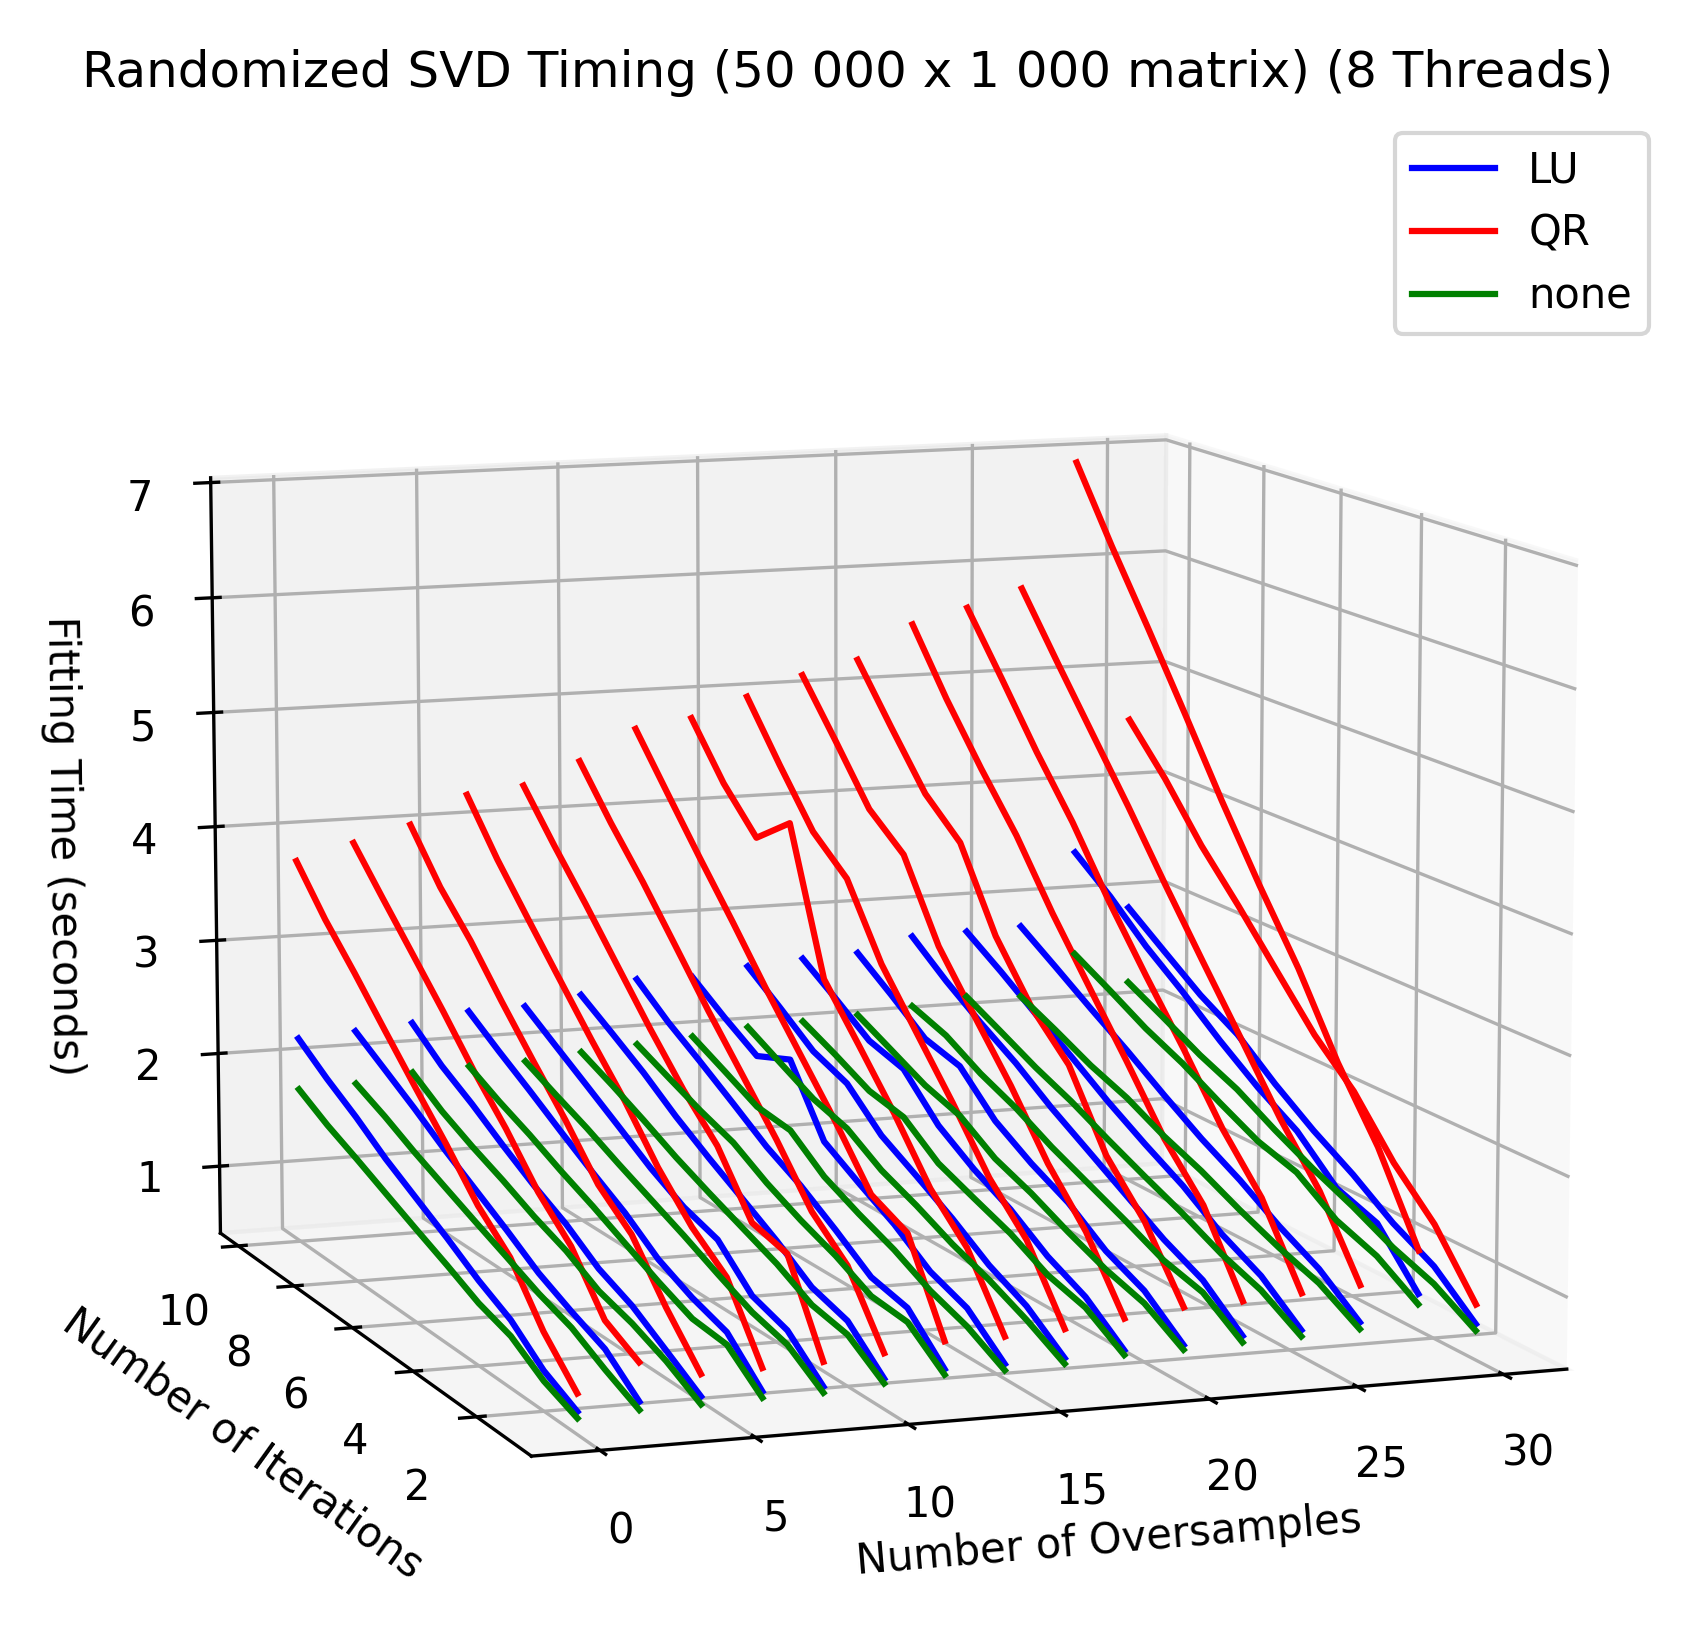 Randomized SVD Timing (50 000 x 1 000 matrix) (8 Threads)
LU
QR
none
7
6
5
4
3
2
1
Fitting Time (seconds)
10
8
6
4
2
Number of Iterations
0
5
10
15
20
25
30
Number of Oversamples